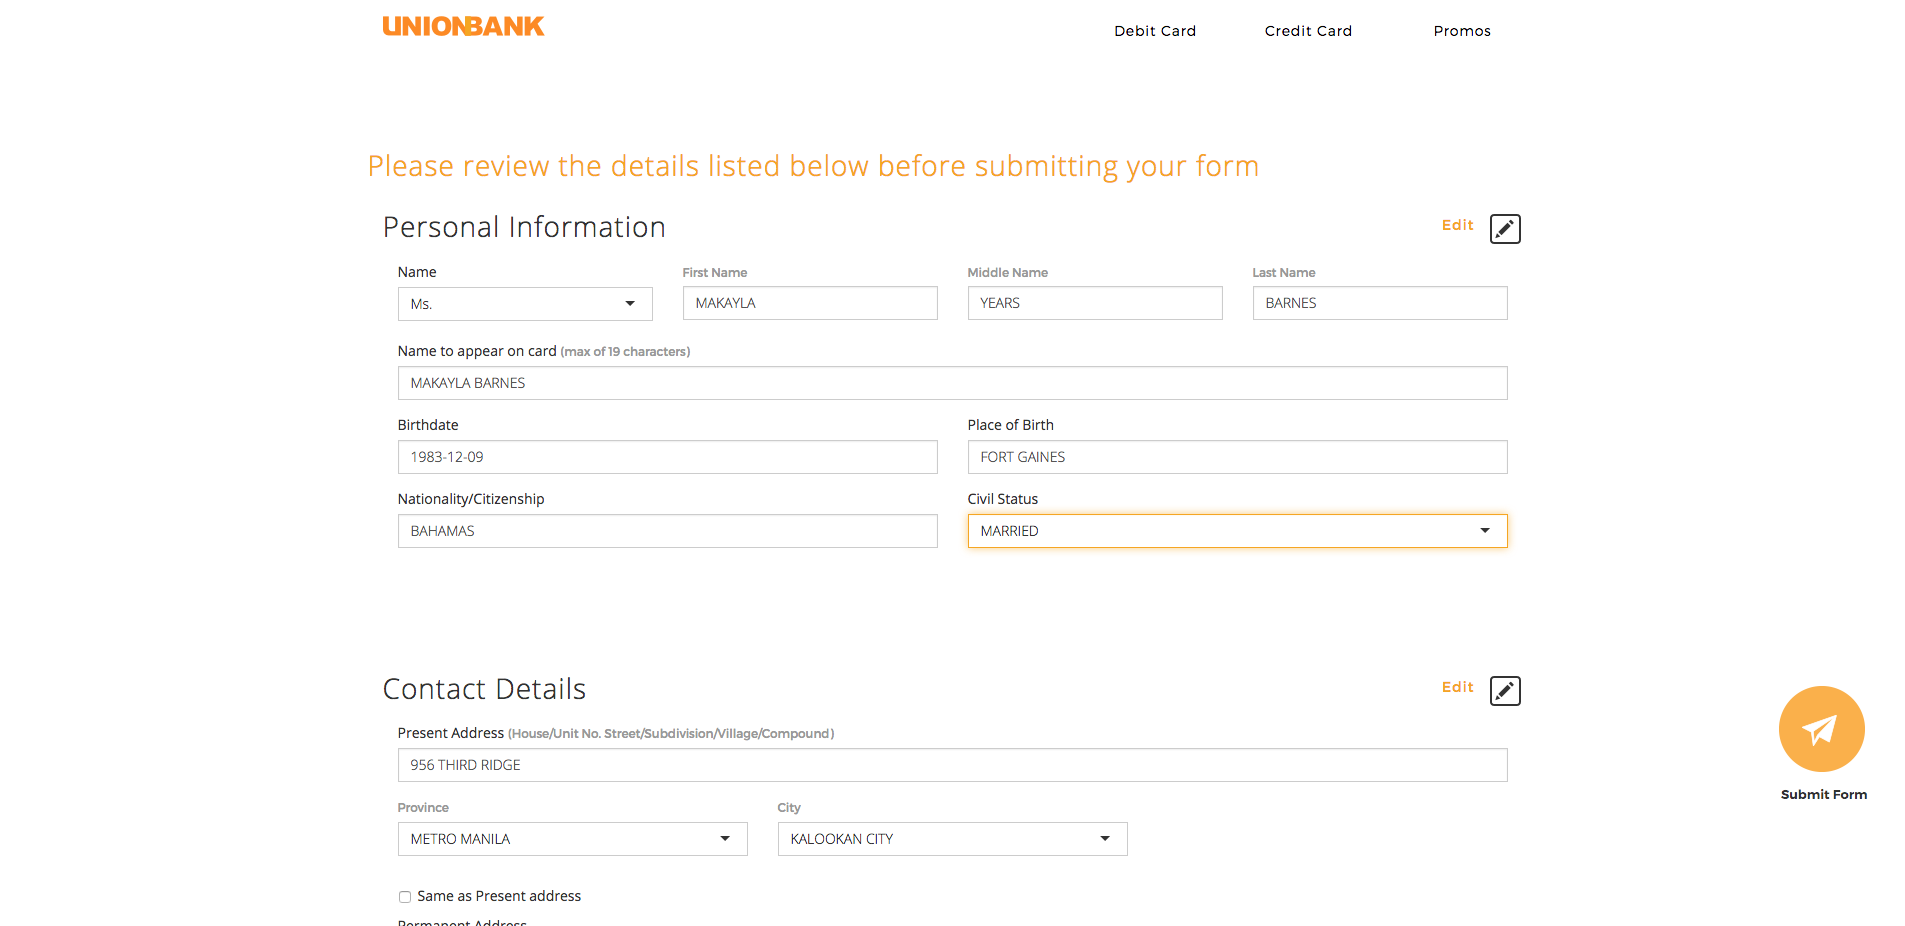 UNIONBANK
Debit Card Credit Card Promos
Please review the details listed below before submitting your form
Personal Information Edit
Name First Name Middle Name Last Name
Ms. MAKAYLA YEARS BARNES
Name to appear on card (max of 19 characters)
MAKAYLA BARNES
Birthdate Place of Birth
1983-12-09 FORT GAINES
Nationality/Citizenship Civil Status
BAHAMAS MARRIED
Contact Details Edit
Present Address (House/Unit No. Street/Subdivision/Village/Compound)
956 THIRD RIDGE
Submit Form
Province City
METRO MANILA KALOOKAN CITY
Same as Present address
Permanent Address